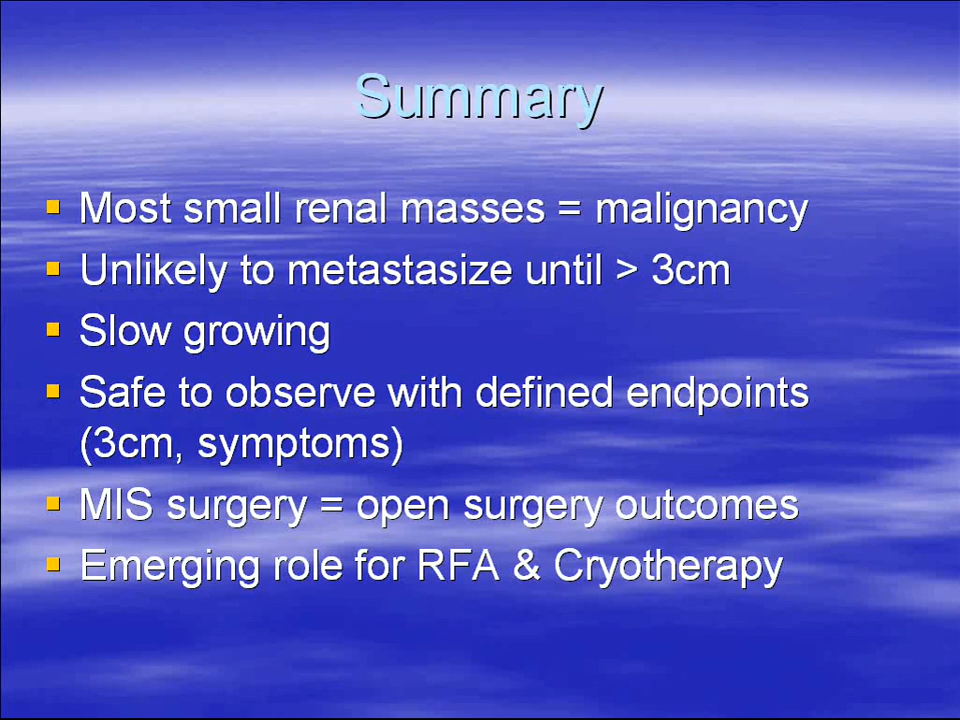 Summary
Most small renal masses = malignancy
Unlikely to metastasize until > 3cm
Slow growing
Safe to observe with defined endpoints
(3cm, symptoms)
MIS surgery = open surgery outcomes
Emerging role for RFA & Cryotherapy